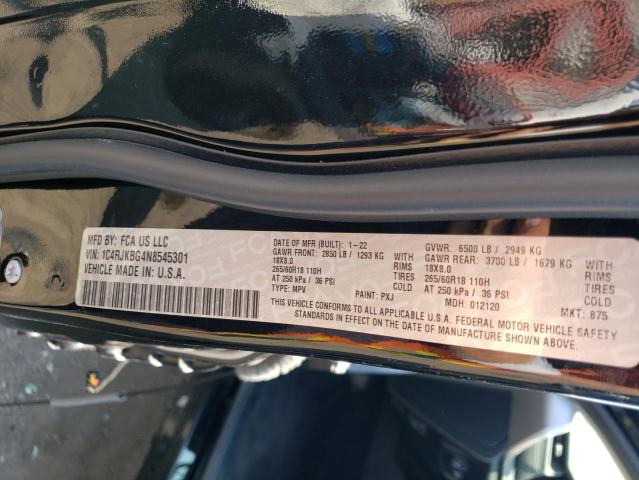 MFD BY: FCA US LLC
VIN: 1C4RJKBG4N8545301
VEHICLE MADE IN U.S.A.
DATE OF MFR (BUILT): 1-22
GAWR FRONT: 2850 LB / 1293 KG
18X8.0 RIMS
265/60R18 110H TIRES
AT 250 kPa / 36 PSI COLD
TYPE: MPV PAINT: PXJ
GVWR: 6500 LB / 2949 KG
GAWR REAR: 3700 LB / 1679 KG
18X8.0 RIMS
265/60R18 110H TIRES
AT 250 kPa / 36 PSI COLD
MDH: 012120 MKT: 875
THIS VEHICLE CONFORMS TO ALL APPLICABLE U.S.A. FEDERAL MOTOR VEHICLE SAFETY
STANDARDS IN EFFECT ON THE DATE OF MANUFACTURE SHOWN ABOVE.